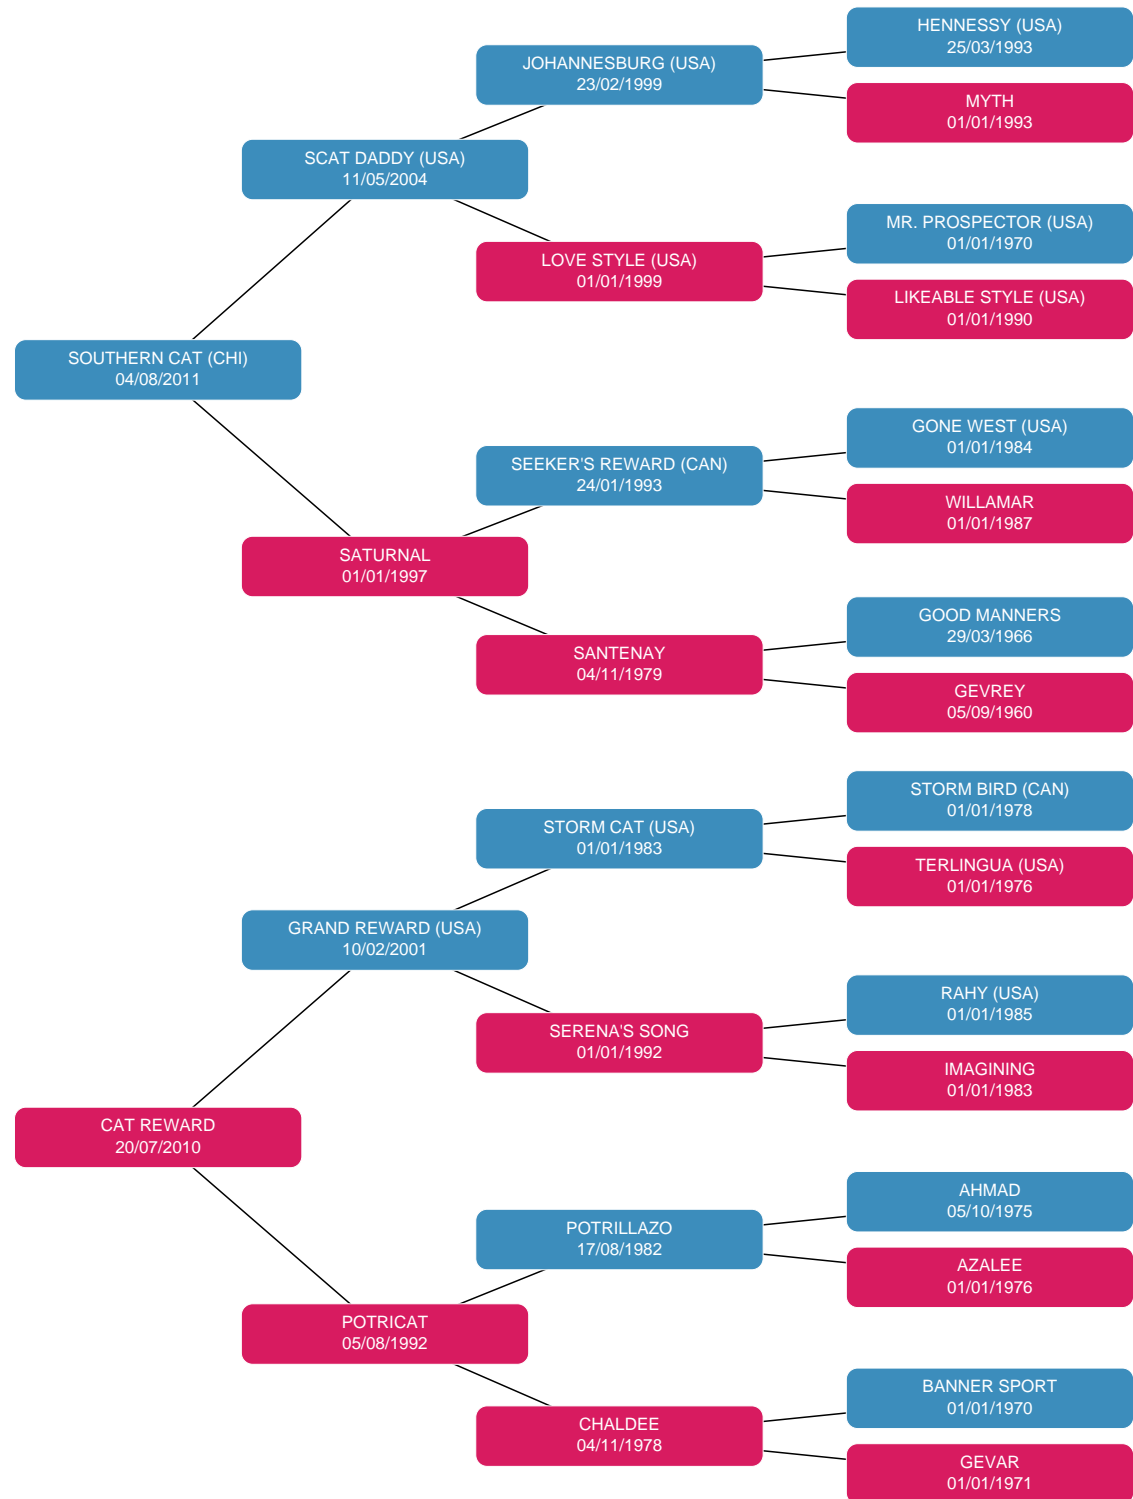 HENNESSY (USA)
25/03/1993
JOHANNESBURG (USA)
23/02/1999
MYTH
01/01/1993
SCAT DADDY (USA)
11/05/2004
MR. PROSPECTOR (USA)
01/01/1970
LOVE STYLE (USA)
01/01/1999
LIKEABLE STYLE (USA)
01/01/1990
SOUTHERN CAT (CHI)
04/08/2011
GONE WEST (USA)
01/01/1984
SEEKER'S REWARD (CAN)
24/01/1993
WILLAMAR
01/01/1987
SATURNAL
01/01/1997
GOOD MANNERS
29/03/1966
SANTENAY
04/11/1979
GEVREY
05/09/1960
STORM BIRD (CAN)
01/01/1978
STORM CAT (USA)
01/01/1983
TERLINGUA (USA)
01/01/1976
GRAND REWARD (USA)
10/02/2001
RAHY (USA)
01/01/1985
SERENA'S SONG
01/01/1992
IMAGINING
01/01/1983
CAT REWARD
20/07/2010
AHMAD
05/10/1975
POTRILLAZO
17/08/1982
AZALEE
01/01/1976
POTRICAT
05/08/1992
BANNER SPORT
01/01/1970
CHALDEE
04/11/1978
GEVAR
01/01/1971